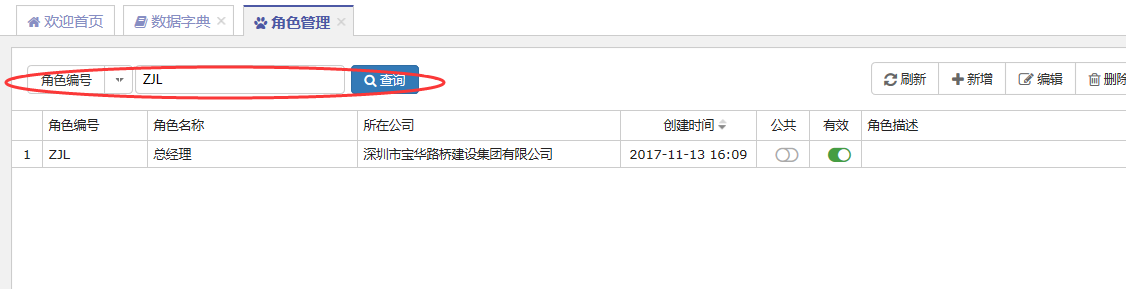 欢迎首页 数据字典 角色管理
角色编号 ZJL 查询 刷新 新增 编辑 删除
角色编号 角色名称 所在公司 创建时间 公共 有效 角色描述
1 ZJL 总经理 深圳市宝华路桥建设集团有限公司 2017-11-13 16:09